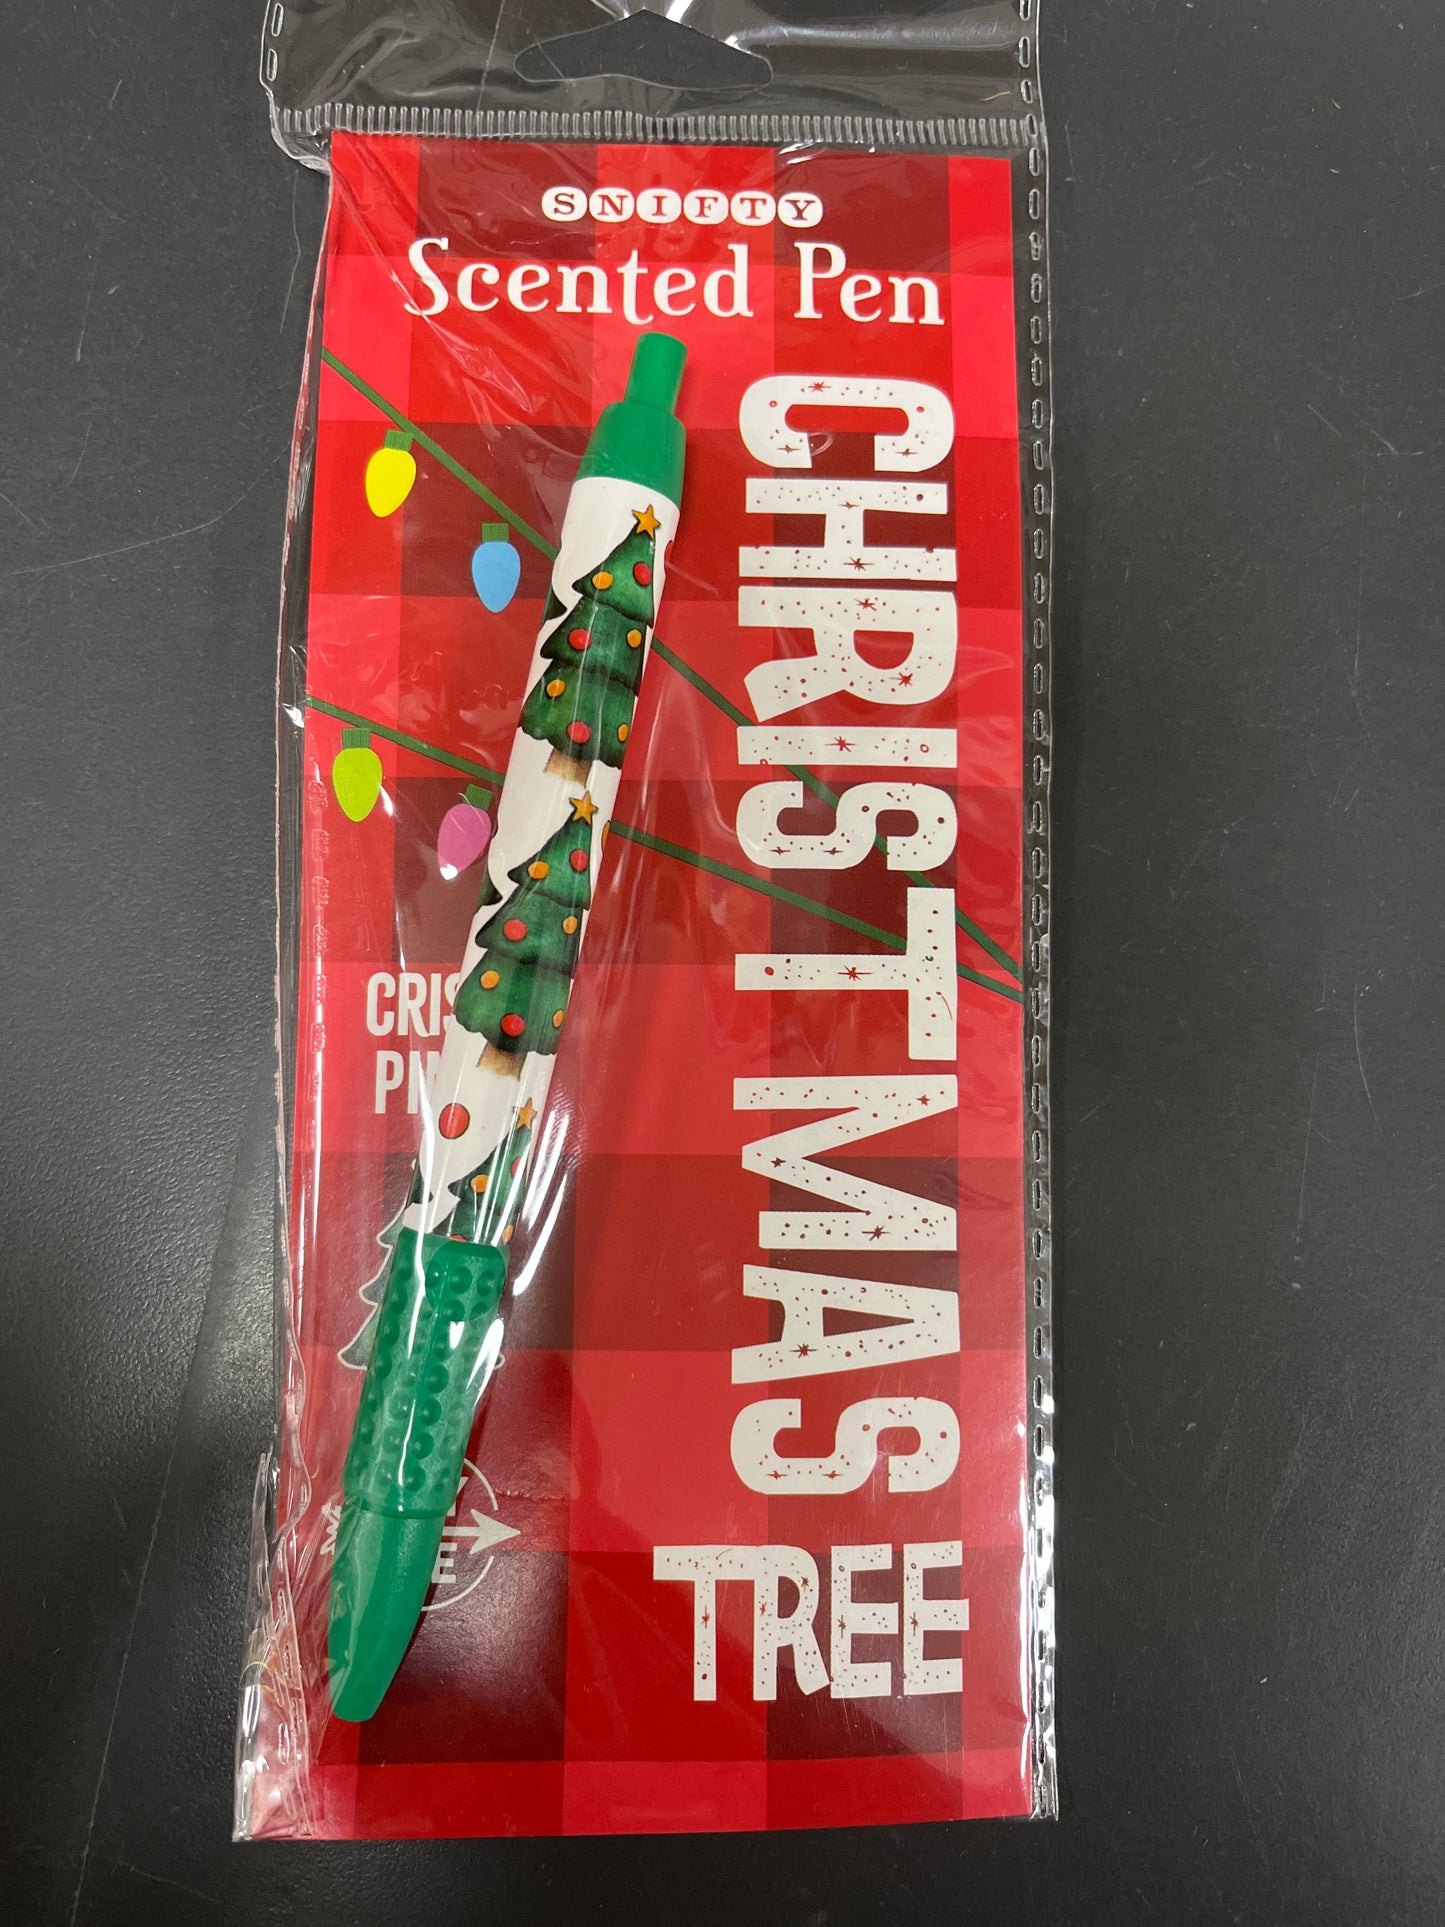 SNIFTY
Scented Pen
CHRISTMAS
TREE